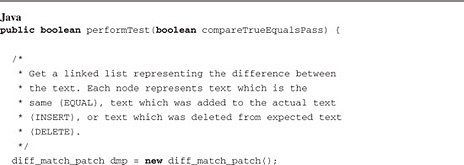 Java
public boolean performTest(boolean compareTrueEqualsPass) {
/*
* Get a linked list representing the difference between
* the text. Each node represents text which is the
* same (EQUAL), text which was added to the actual text
* (INSERT), or text which was deleted from expected text
* (DELETE).
*/
diff_match_patch dmp = new diff_match_patch();